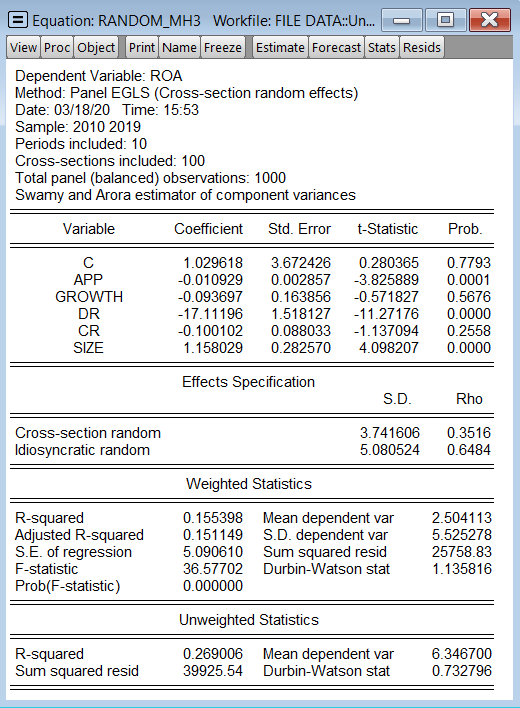 Equation: RANDOM_MH3 Workfile: FILE DATA::Un...
View Proc Object Print Name Freeze Estimate Forecast Stats Resids
Dependent Variable: ROA
Method: Panel EGLS (Cross-section random effects)
Date: 03/18/20 Time: 15:53
Sample: 2010 2019
Periods included: 10
Cross-sections included: 100
Total panel (balanced) observations: 1000
Swamy and Arora estimator of component variances
Variable Coefficient Std. Error t-Statistic Prob.
C 1.029618 3.672426 0.280365 0.7793
APP -0.010929 0.002857 -3.825889 0.0001
GROWTH -0.093697 0.163856 -0.571827 0.5676
DR -17.11196 1.518127 -11.27176 0.0000
CR -0.100102 0.088033 -1.137094 0.2558
SIZE 1.158029 0.282570 4.098207 0.0000
Effects Specification
S.D. Rho
Cross-section random 3.741606 0.3516
Idiosyncratic random 5.080524 0.6484
Weighted Statistics
R-squared 0.155398 Mean dependent var 2.504113
Adjusted R-squared 0.151149 S.D. dependent var 5.525278
S.E. of regression 5.090610 Sum squared resid 25758.83
F-statistic 36.57702 Durbin-Watson stat 1.135816
Prob(F-statistic) 0.000000
Unweighted Statistics
R-squared 0.269006 Mean dependent var 6.346700
Sum squared resid 39925.54 Durbin-Watson stat 0.732796